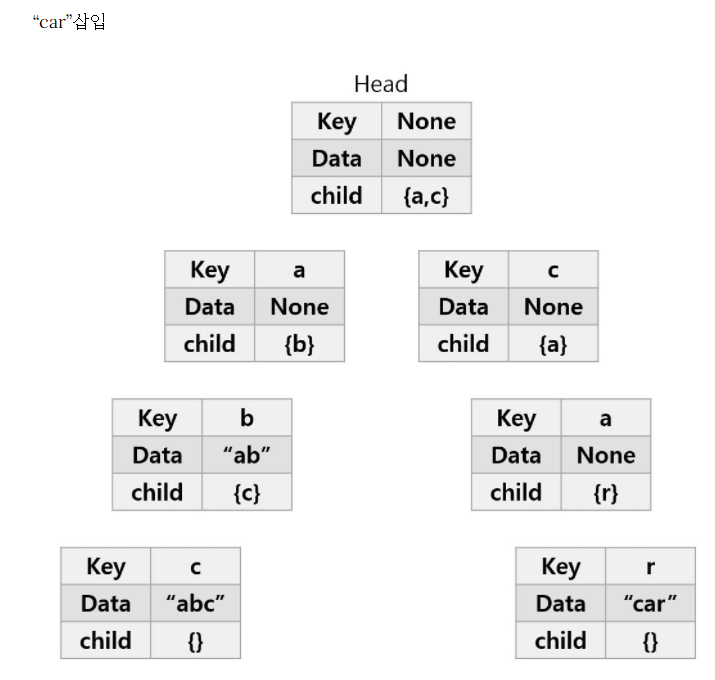 “car”삽입
Head
Key None
Data None
child {a,c}
Key a
Data None
child {b}
Key c
Data None
child {a}
Key b
Data “ab”
child {c}
Key a
Data None
child {r}
Key c
Data “abc”
child {}
Key r
Data “car”
child {}